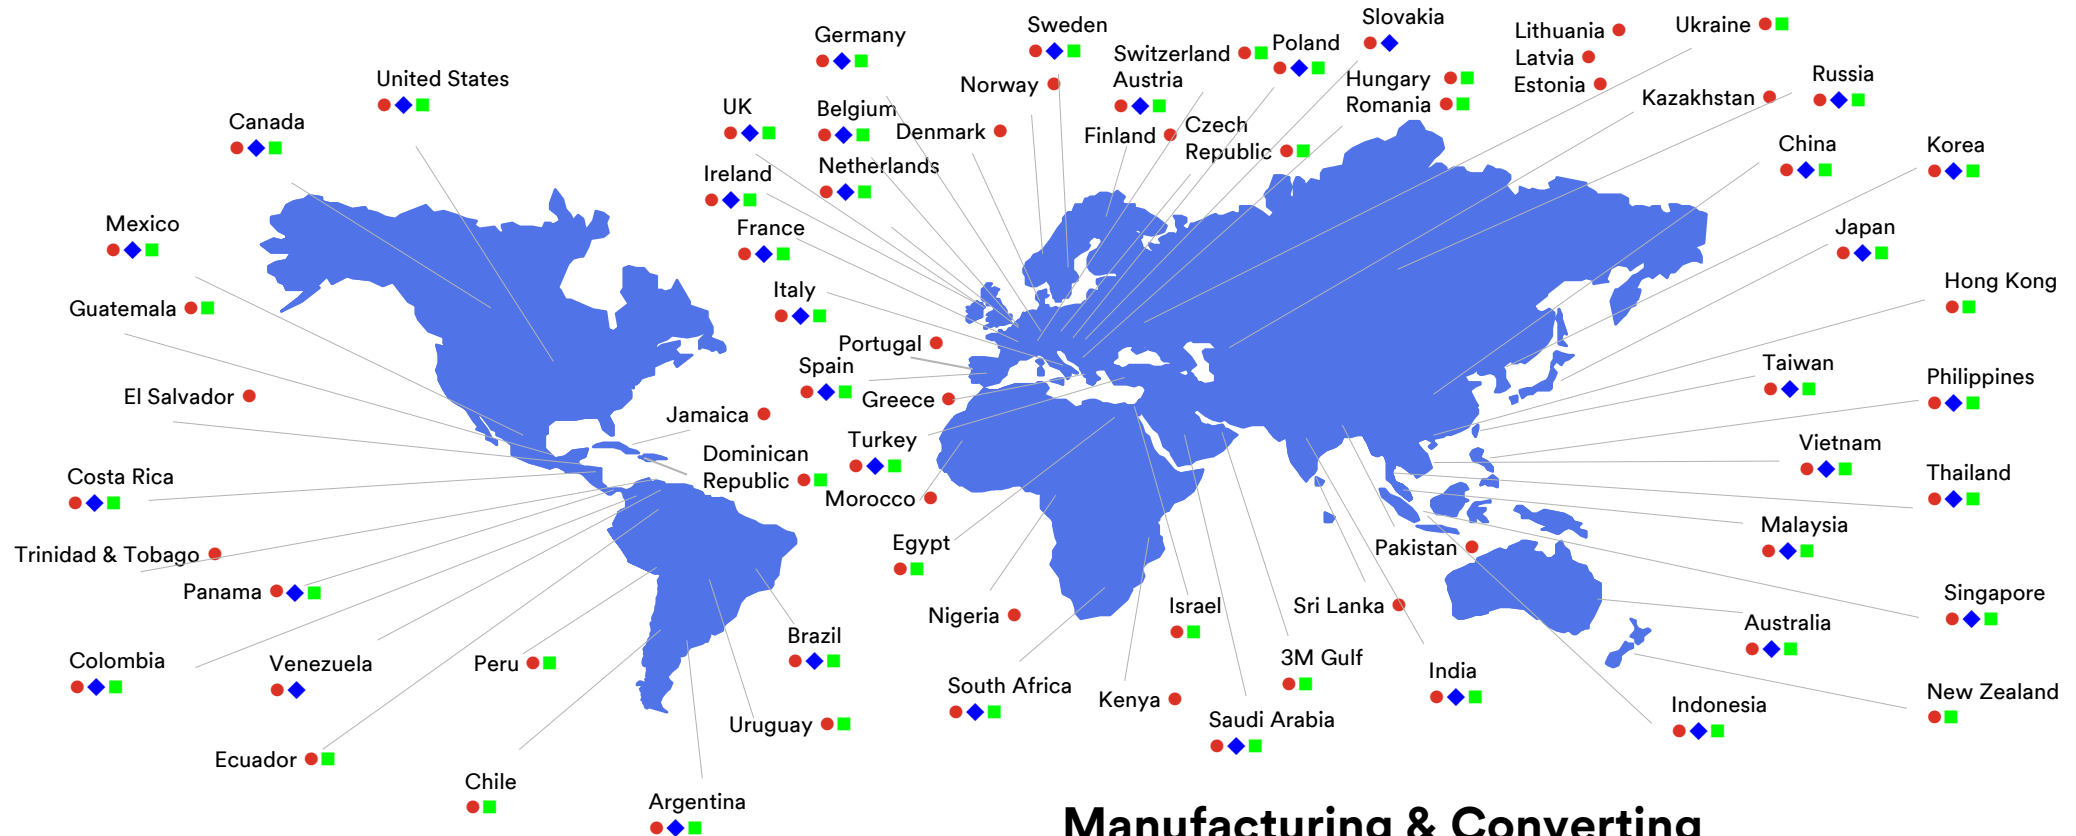 Slovakia
Sweden
Ukraine
Lithuania
Germany
Poland
Switzerland
Latvia
Russia
United States
Hungary
Austria
Norway
Estonia
Kazakhstan
Romania
UK
Belgium
Canada
Denmark
Finland
Czech
Republic
China
Korea
Netherlands
Ireland
Mexico
France
Japan
Hong Kong
Italy
Guatemala
Portugal
Taiwan
Spain
Philippines
El Salvador
Greece
Jamaica
Turkey
Vietnam
Dominican
Republic
Costa Rica
Thailand
Morocco
Malaysia
Egypt
Pakistan
Trinidad & Tobago
Panama
Singapore
Israel
Sri Lanka
Nigeria
Australia
Brazil
3M Gulf
Colombia
Venezuela
Peru
India
South Africa
Kenya
New Zealand
Indonesia
Saudi Arabia
Uruguay
Ecuador
Chile
Argentina
Manufacturing & Converting